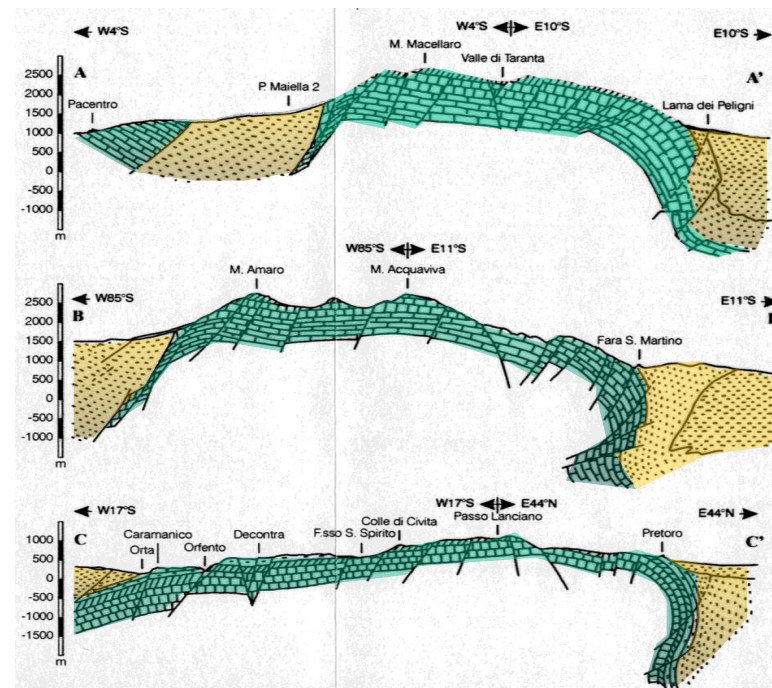 W4°S
W4°S E10°S
E10°S
A
M. Macellaro
Valle di Taranta
A'
P. Maiella 2
Pacentro
Lama dei Peligni
2500
2000
1500
1000
500
0
-500
-1000
m
W85°S E11°S
W85°S
M. Amaro
M. Acquaviva
E11°S
B
Fara S. Martino
2500
2000
1500
1000
500
0
-500
-1000
m
W17°S
W17°S E44°N
E44°N
C
Caramanico
Orta
Orfento
Decontra
F.sso S. Spirito
Colle di Civita
Passo Lanciano
Pretoro
C'
1000
500
0
-500
-1000
-1500
m